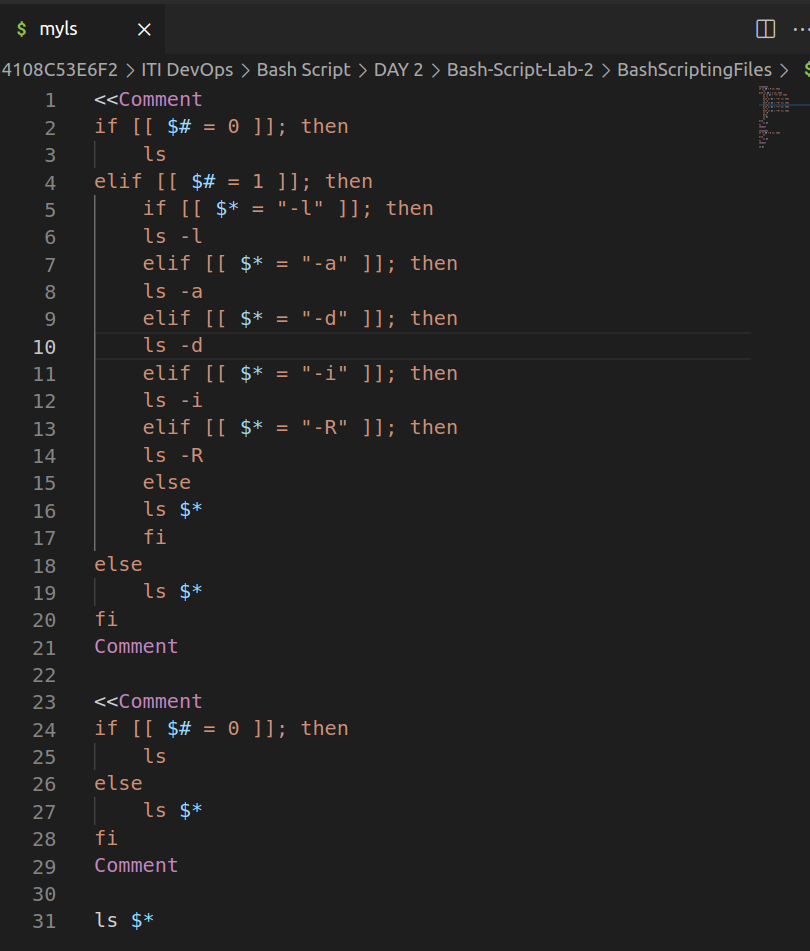 $ myls ×
4108C53E6F2 > ITI DevOps > Bash Script > DAY 2 > Bash-Script-Lab-2 > BashScriptingFiles > $
1 <<Comment
2 if [[ $# = 0 ]]; then
3     ls
4 elif [[ $# = 1 ]]; then
5     if [[ $* = "-l" ]]; then
6     ls -l
7     elif [[ $* = "-a" ]]; then
8     ls -a
9     elif [[ $* = "-d" ]]; then
10     ls -d
11     elif [[ $* = "-i" ]]; then
12     ls -i
13     elif [[ $* = "-R" ]]; then
14     ls -R
15     else
16     ls $*
17     fi
18 else
19     ls $*
20 fi
21 Comment
22
23 <<Comment
24 if [[ $# = 0 ]]; then
25     ls
26 else
27     ls $*
28 fi
29 Comment
30
31 ls $*